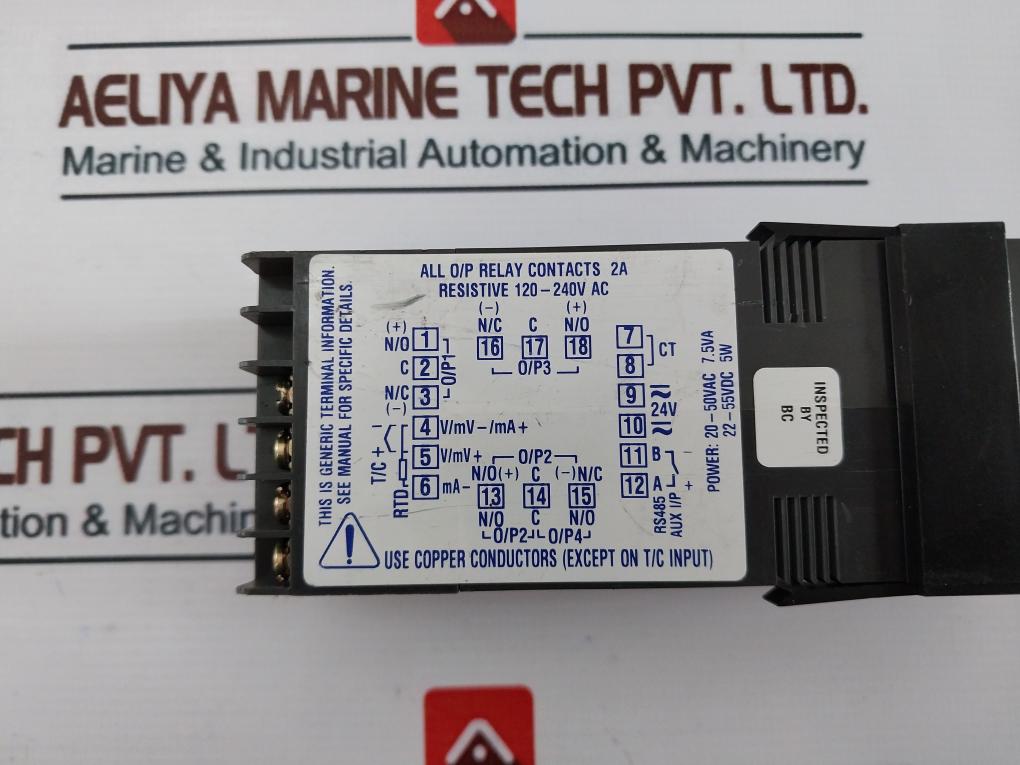 AELIYA MARINE TECH PVT. LTD.
Marine & Industrial Automation & Machinery
CH PVT. L
tion & Machin
THIS IS GENERIC TERMINAL INFORMATION.
SEE MANUAL FOR SPECIFIC DETAILS.
ALL O/P RELAY CONTACTS 2A
RESISTIVE 120-240V AC
(+)
N/O 1
C 2
N/C 3
(-)
O/P1
(-) (+)
N/C C N/O
16 17 18
O/P3
7
8
CT
9
24V
10
11 B -
12 A +
RS485
AUX I/P
POWER: 20-50VAC 7.5VA
22-55VDC 5W
- 4 V/mV-/mA+
5 V/mV+
6 mA-
T/C +
RTD
O/P2
N/O(+) C (-)N/C
13 14 15
N/O C N/O
O/P2 O/P4
USE COPPER CONDUCTORS (EXCEPT ON T/C INPUT)
INSPECTED
BY
BC